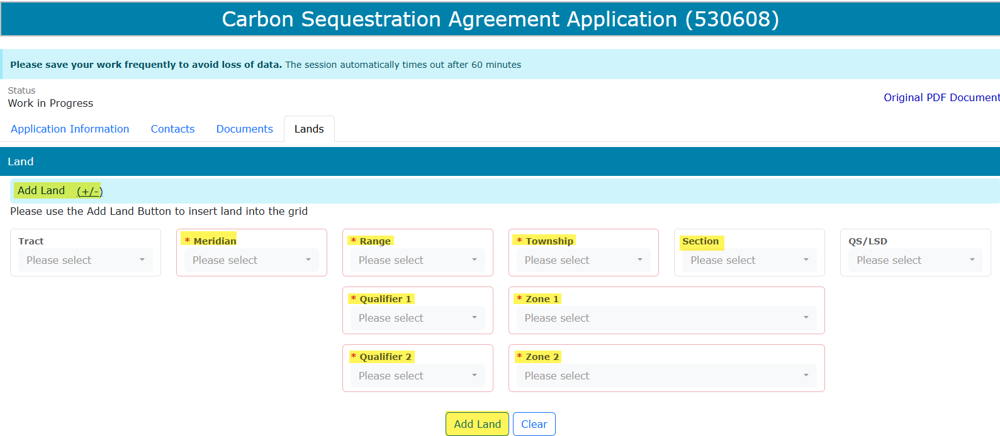 Carbon Sequestration Agreement Application (530608)
Please save your work frequently to avoid loss of data. The session automatically times out after 60 minutes
Status
Work in Progress
Original PDF Document
Application Information Contacts Documents Lands
Land
Add Land (+/-)
Please use the Add Land Button to insert land into the grid
Tract * Meridian * Range * Township Section QS/LSD
Please select Please select Please select Please select Please select Please select
* Qualifier 1 * Zone 1
Please select Please select
* Qualifier 2 * Zone 2
Please select Please select
Add Land Clear